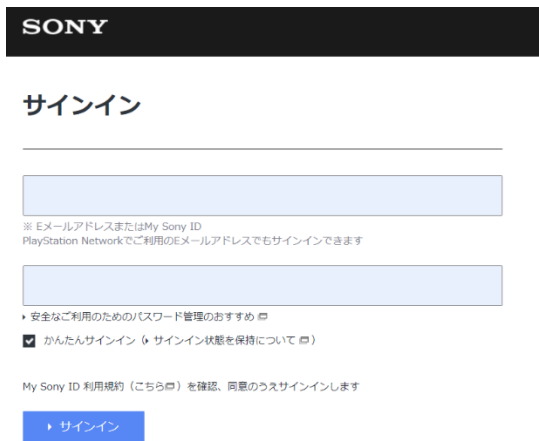 SONY
サインイン
※ Eメールアドレスまたは My Sony ID
PlayStation Networkでご利用のEメールアドレスでもサインインできます
安全なご利用のためのパスワード管理のおすすめ
かんたんサインイン（サインイン状態を保持について）
My Sony ID 利用規約（こちら）を確認、同意のうえサインインします
サインイン